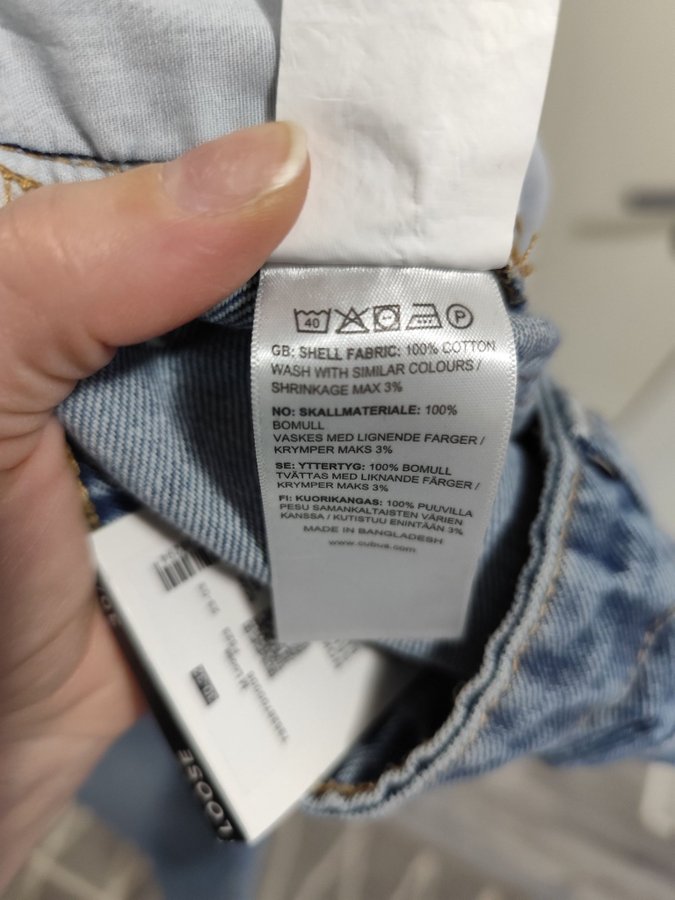 40 P
GB: SHELL FABRIC: 100% COTTON
WASH WITH SIMILAR COLOURS /
SHRINKAGE MAX 3%
NO: SKALLMATERIALE: 100%
BOMULL
VASKES MED LIGNENDE FARGER /
KRYMPER MAKS 3%
SE: YTTERTYG: 100% BOMULL
TVÄTTAS MED LIKNANDE FÄRGER /
KRYMPER MAKS 3%
FI: KUORIKANGAS: 100% PUUVILLA
PESU SAMANKALTAISTEN VÄRIEN
KANSSA / KUTISTUU ENINTÄÄN 3%
MADE IN BANGLADESH
www.cubus.com
LOOSE